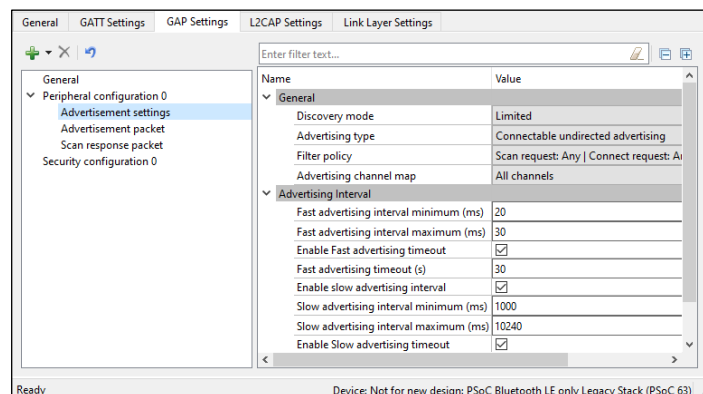 General GATT Settings GAP Settings L2CAP Settings Link Layer Settings
Enter filter text...
General
Peripheral configuration 0
Advertisement settings
Advertisement packet
Scan response packet
Security configuration 0
Name Value
General
Discovery mode Limited
Advertising type Connectable undirected advertising
Filter policy Scan request: Any | Connect request:
Advertising channel map All channels
Advertising Interval
Fast advertising interval minimum (ms) 20
Fast advertising interval maximum (ms) 30
Enable Fast advertising timeout
Fast advertising timeout (s) 30
Enable slow advertising interval
Slow advertising interval minimum (ms) 1000
Slow advertising interval maximum (ms) 10240
Enable Slow advertising timeout
Ready Device: Not for new design: PSoC Bluetooth LE only Legacy Stack (PSoC 63)